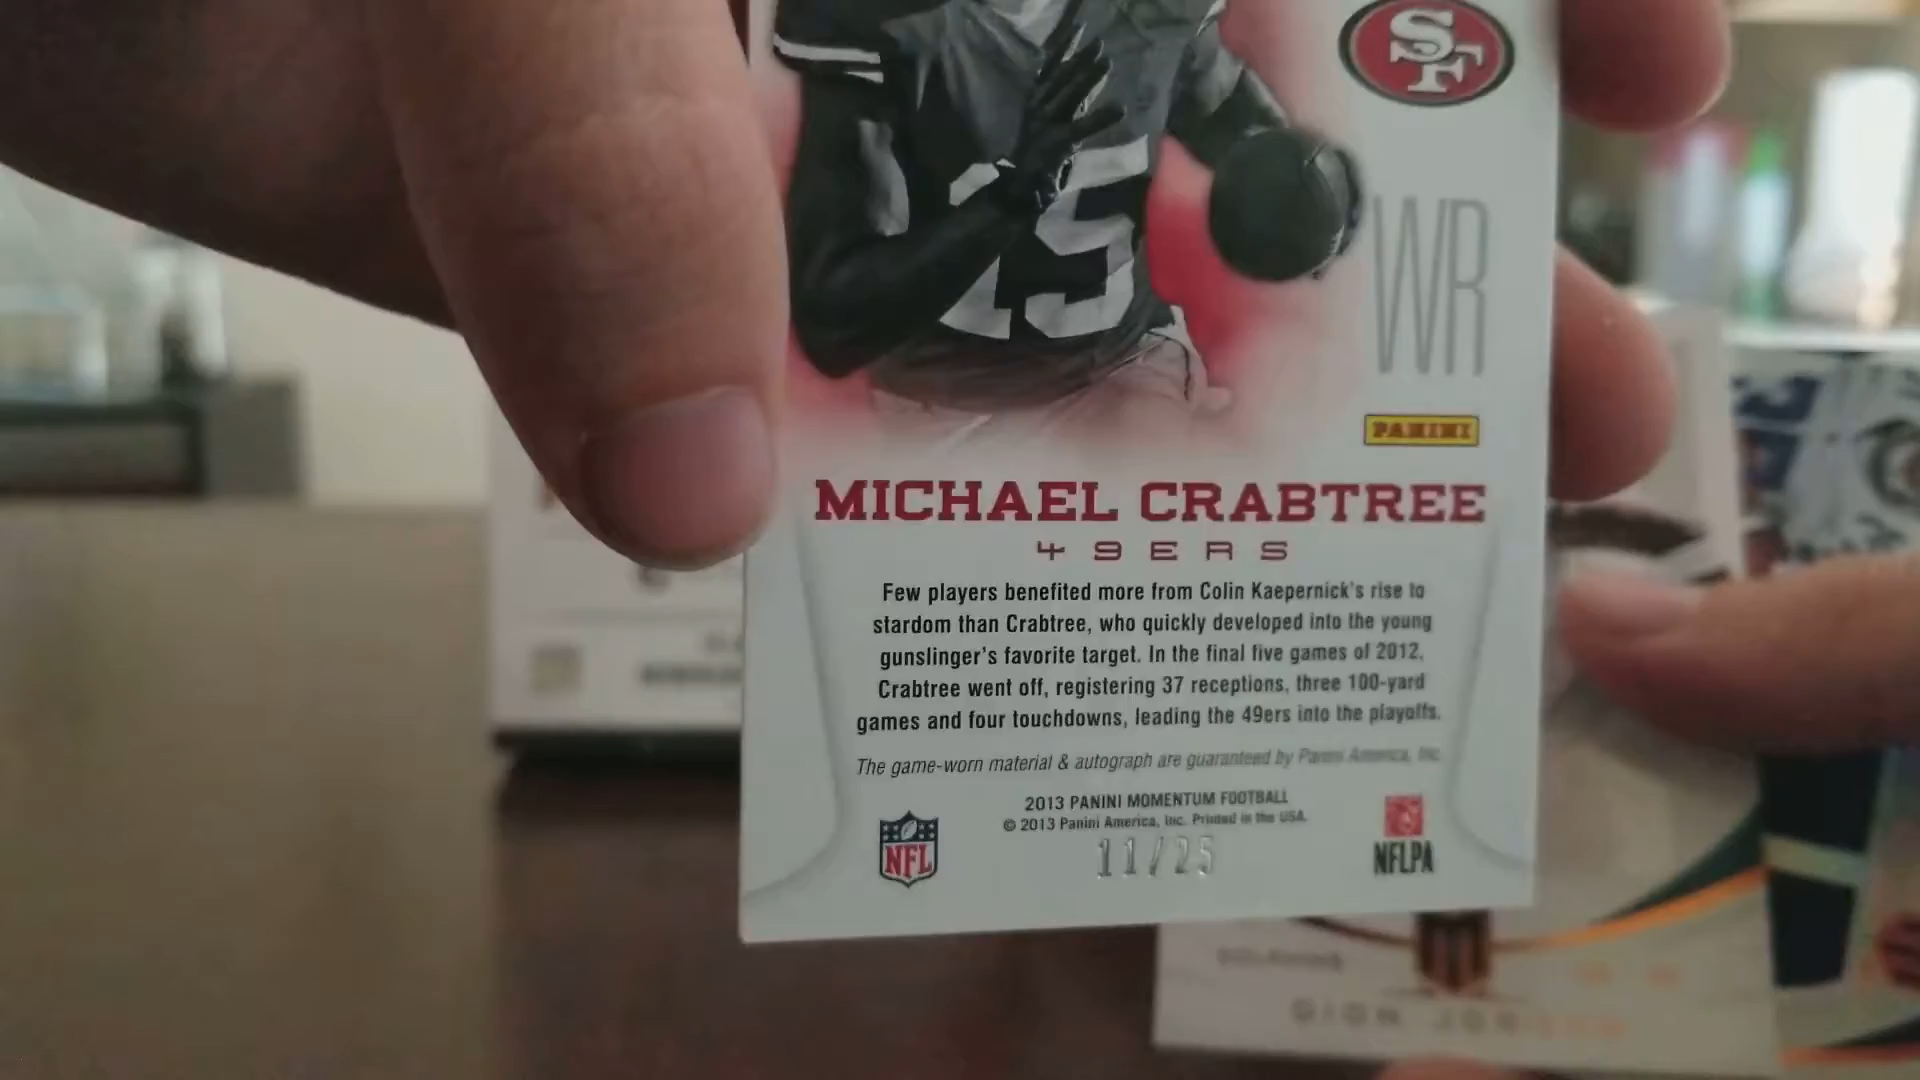 SF
15
WR
PANINI
MICHAEL CRABTREE
49ERS
Few players benefited more from Colin Kaepernick's rise to
stardom than Crabtree, who quickly developed into the young
gunslinger's favorite target. In the final five games of 2012,
Crabtree went off, registering 37 receptions, three 100-yard
games and four touchdowns, leading the 49ers into the playoffs.
The game-worn material & autograph are guaranteed by Panini America, Inc.
2013 PANINI MOMENTUM FOOTBALL
© 2013 Panini America, Inc. Printed in the USA.
11/25
NFL
NFLPA
DION JORDAN